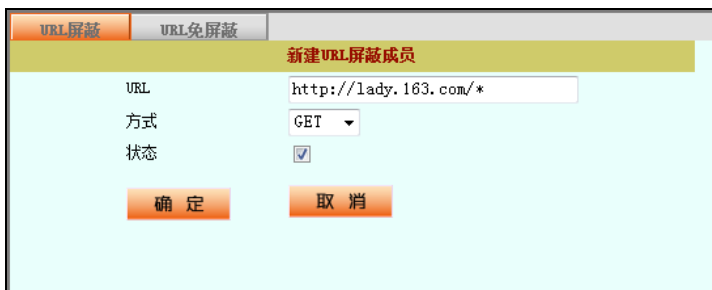 URL屏蔽 URL免屏蔽
新建URL屏蔽成员
URL http://lady.163.com/*
方式 GET
状态
确 定 取 消